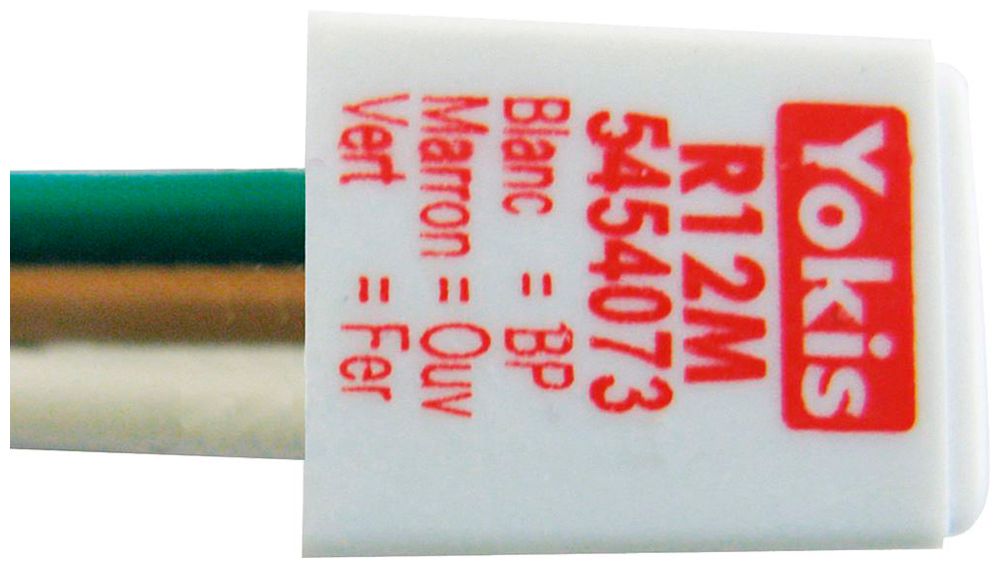 Yokis
R12M
5454073
Blanc = BP
Marron = Ouv
Vert = Fer